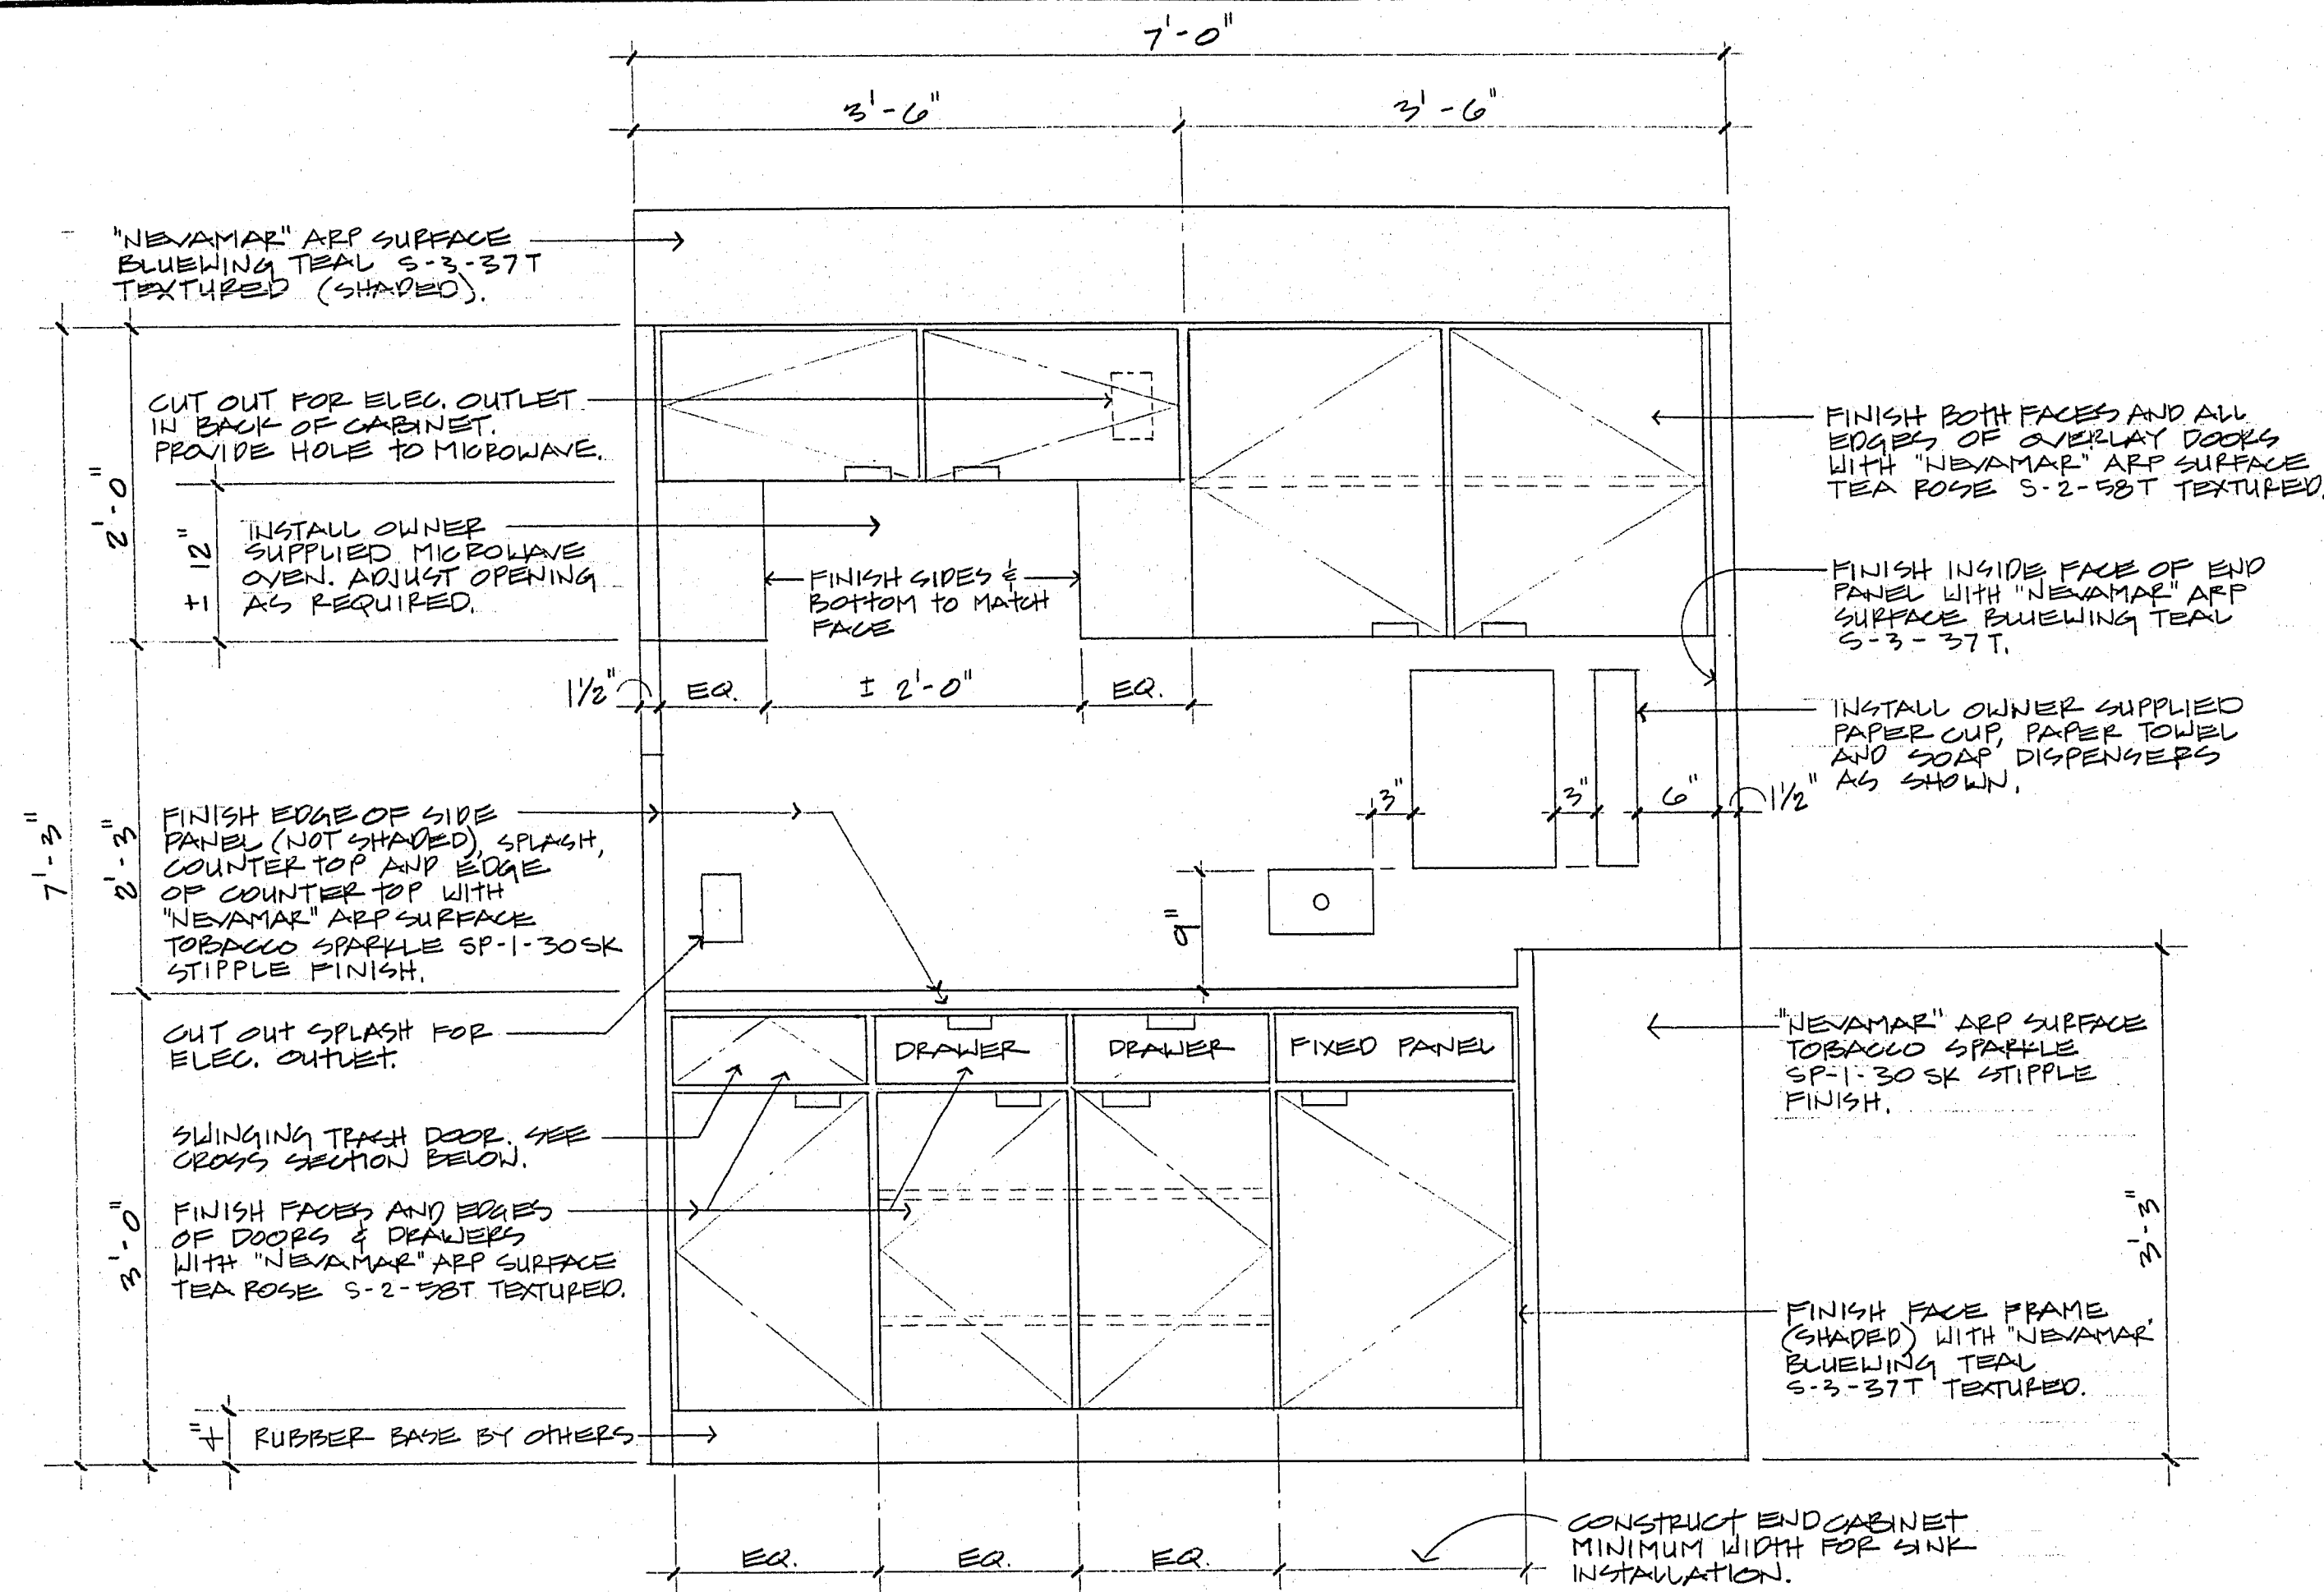 7'-0"
3'-6"
3'-6"
"NEVAMAR" ARP SURFACE
BLUEWING TEAL S-3-37T
TEXTURED (SHADED).
CUT OUT FOR ELEC. OUTLET
IN BACK OF CABINET.
PROVIDE HOLE TO MICROWAVE.
2'-0"
± 12"
INSTALL OWNER
SUPPLIED MICROWAVE
OVEN. ADJUST OPENING
AS REQUIRED.
FINISH SIDES &
BOTTOM TO MATCH
FACE
FINISH BOTH FACES AND ALL
EDGES OF OVERLAY DOORS
WITH "NEVAMAR" ARP SURFACE
TEA ROSE S-2-58T TEXTURED.
FINISH INSIDE FACE OF END
PANEL WITH "NEVAMAR" ARP
SURFACE BLUEWING TEAL
S-3-37T.
1½"
EQ.
± 2'-0"
EQ.
INSTALL OWNER SUPPLIED
PAPER CUP, PAPER TOWEL
AND SOAP DISPENSERS
AS SHOWN.
3"
3"
6"
1½"
7'-3"
2'-3"
FINISH EDGE OF SIDE
PANEL (NOT SHADED), SPLASH,
COUNTER TOP AND EDGE
OF COUNTER TOP WITH
"NEVAMAR" ARP SURFACE
TOBACCO SPARKLE SP-1-30SK
STIPPLE FINISH.
9"
CUT OUT SPLASH FOR
ELEC. OUTLET.
DRAWER
DRAWER
FIXED PANEL
"NEVAMAR" ARP SURFACE
TOBACCO SPARKLE
SP-1-30 SK STIPPLE
FINISH.
SWINGING TRASH DOOR. SEE
CROSS SECTION BELOW.
3'-0"
FINISH FACES AND EDGES
OF DOORS & DRAWERS
WITH "NEVAMAR" ARP SURFACE
TEA ROSE S-2-58T TEXTURED.
3'-3"
FINISH FACE FRAME
(SHADED) WITH "NEVAMAR"
BLUEWING TEAL
S-3-37T TEXTURED.
4"
RUBBER BASE BY OTHERS
EQ.
EQ.
EQ.
CONSTRUCT END CABINET
MINIMUM WIDTH FOR SINK
INSTALLATION.